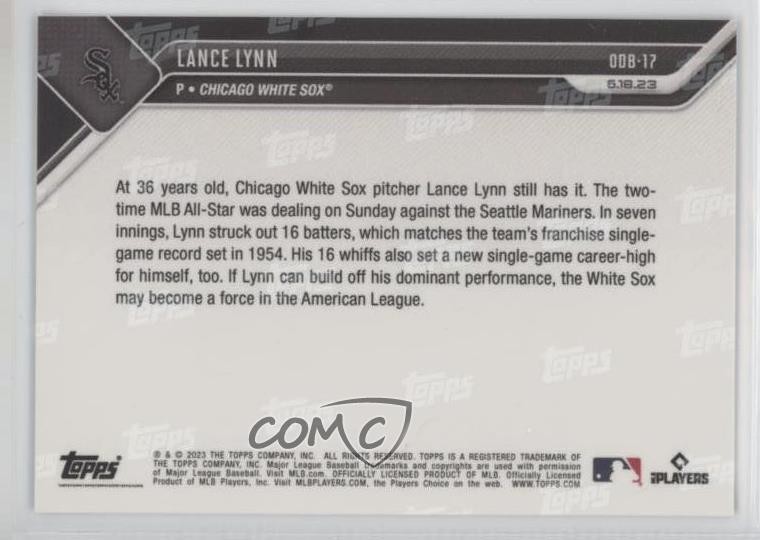 Sox
LANCE LYNN
ODB-17
P • CHICAGO WHITE SOX®
6.18.23
At 36 years old, Chicago White Sox pitcher Lance Lynn still has it. The two-
time MLB All-Star was dealing on Sunday against the Seattle Mariners. In seven
innings, Lynn struck out 16 batters, which matches the team's franchise single-
game record set in 1954. His 16 whiffs also set a new single-game career-high
for himself, too. If Lynn can build off his dominant performance, the White Sox
may become a force in the American League.
COMC
Topps
® & © 2023 THE TOPPS COMPANY, INC. ALL RIGHTS RESERVED. TOPPS IS A REGISTERED TRADEMARK OF
THE TOPPS COMPANY, INC. Major League Baseball trademarks and copyrights are used with permission
of Major League Baseball. Visit MLB.com. OFFICIALLY LICENSED PRODUCT OF MLB. Officially Licensed
Product of MLB Players, Inc. Visit MLBPLAYERS.COM, the Players Choice on the web. WWW.TOPPS.COM
PLAYERS